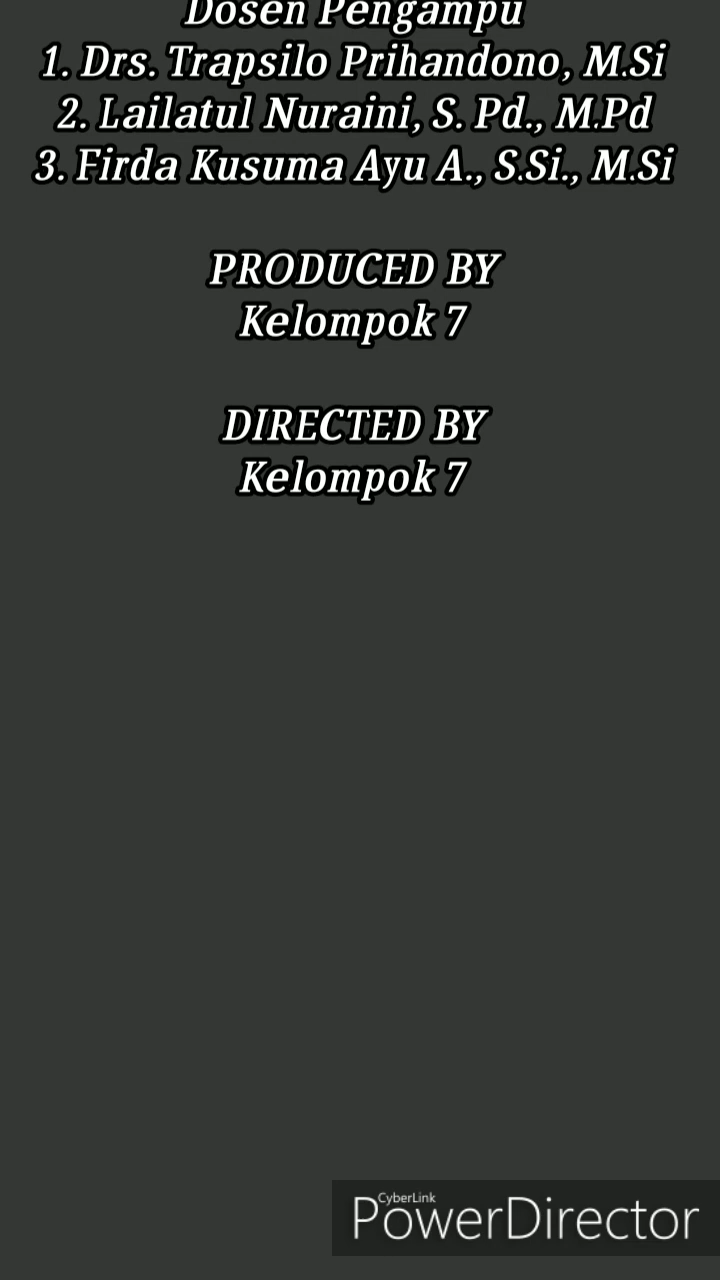 Dosen Pengampu
1. Drs. Trapsilo Prihandono, M.Si
2. Lailatul Nuraini, S. Pd., M.Pd
3. Firda Kusuma Ayu A., S.Si., M.Si
PRODUCED BY
Kelompok 7
DIRECTED BY
Kelompok 7
CyberLink
PowerDirector